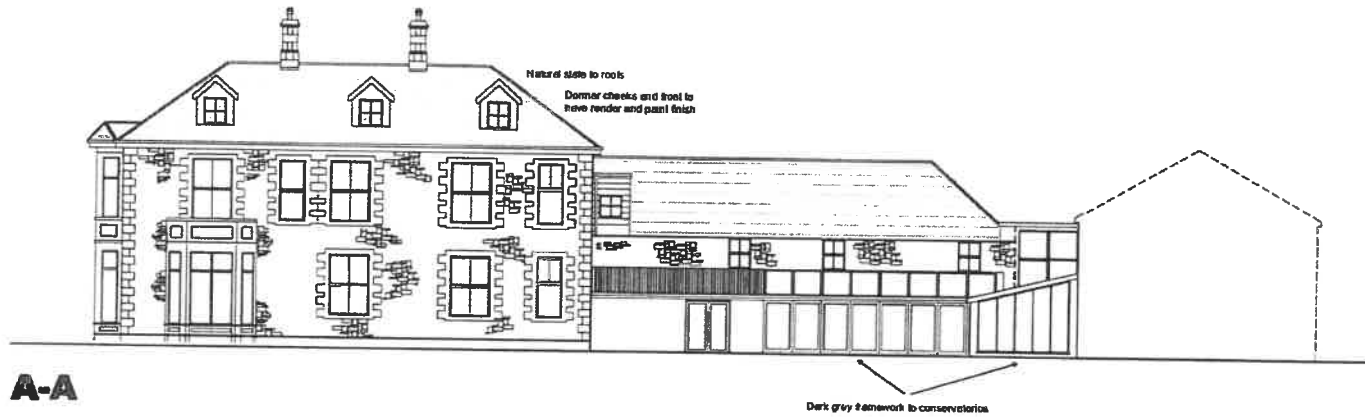 Natural slate to roofs
Dormer cheeks and front to
have render and paint finish
A-A
Dark grey framework to conservatories